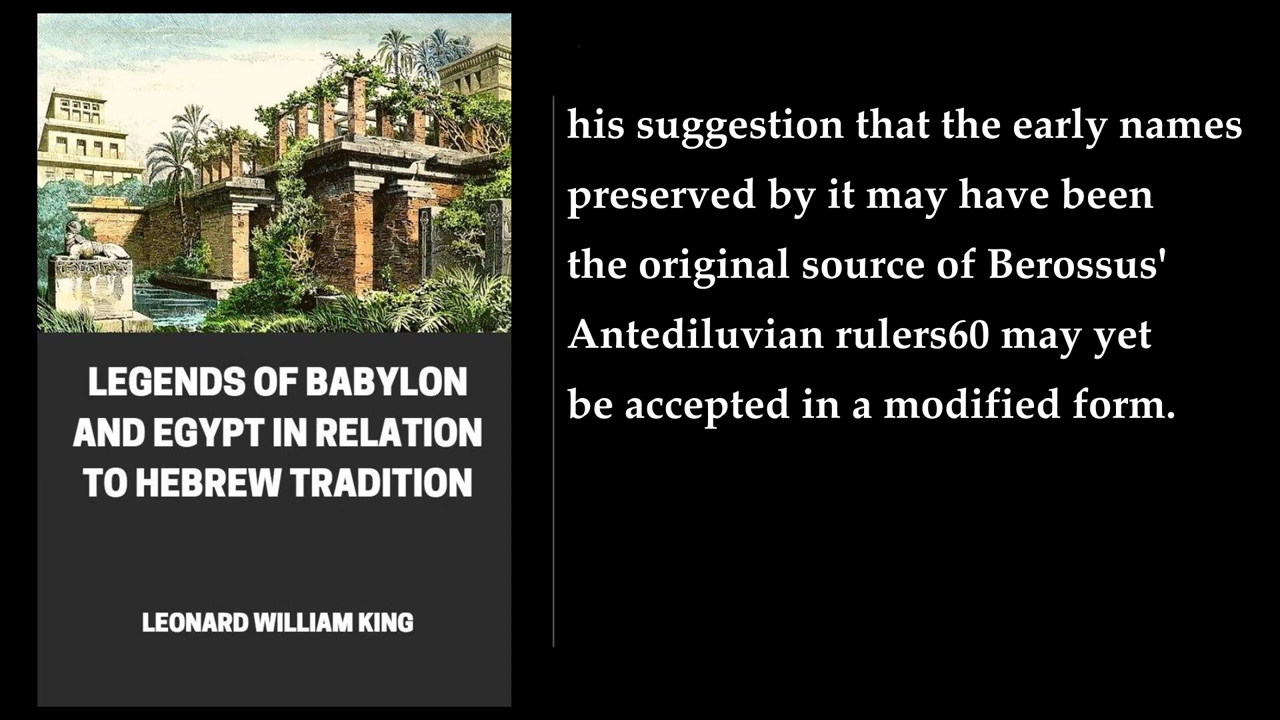 LEGENDS OF BABYLON
AND EGYPT IN RELATION
TO HEBREW TRADITION
LEONARD WILLIAM KING
his suggestion that the early names
preserved by it may have been
the original source of Berossus'
Antediluvian rulers60 may yet
be accepted in a modified form.